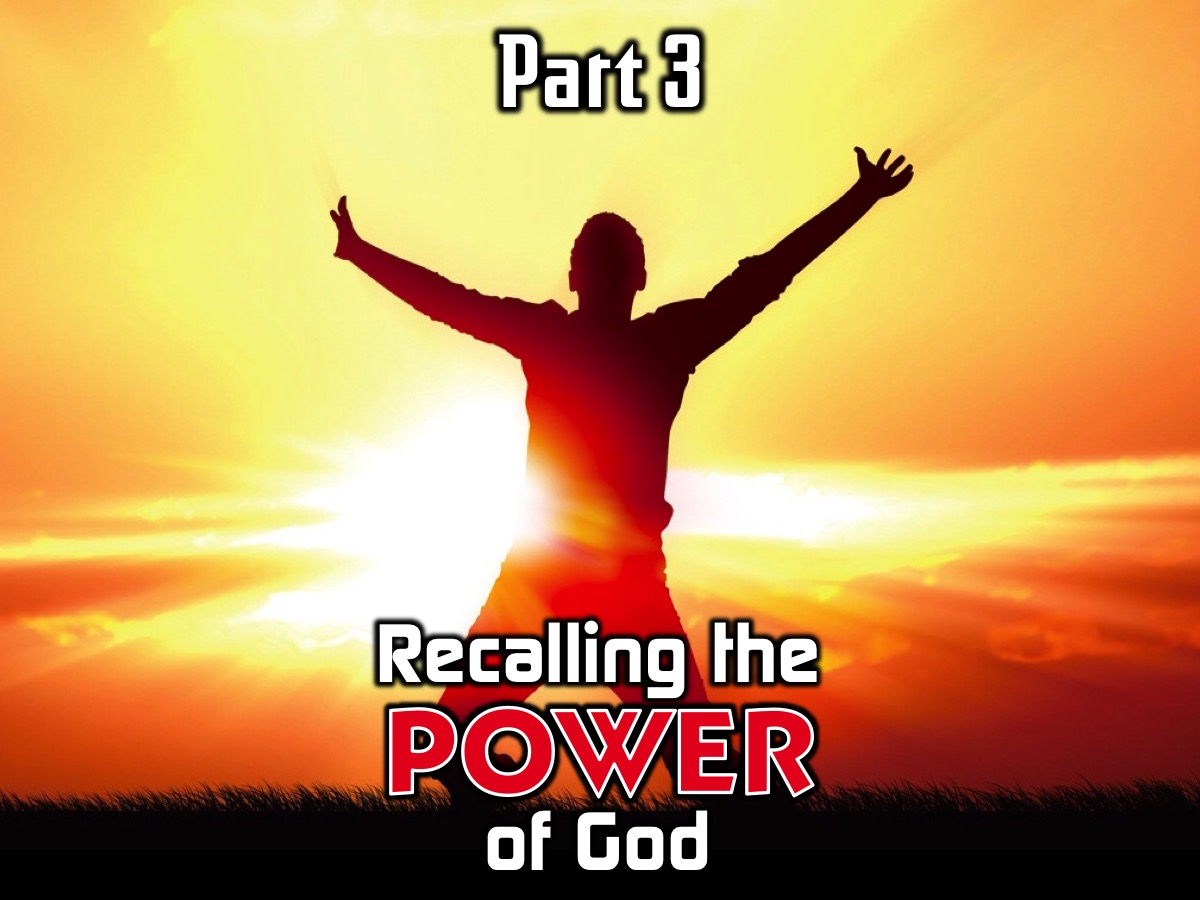 Part 3
Recalling the
POWER
of God